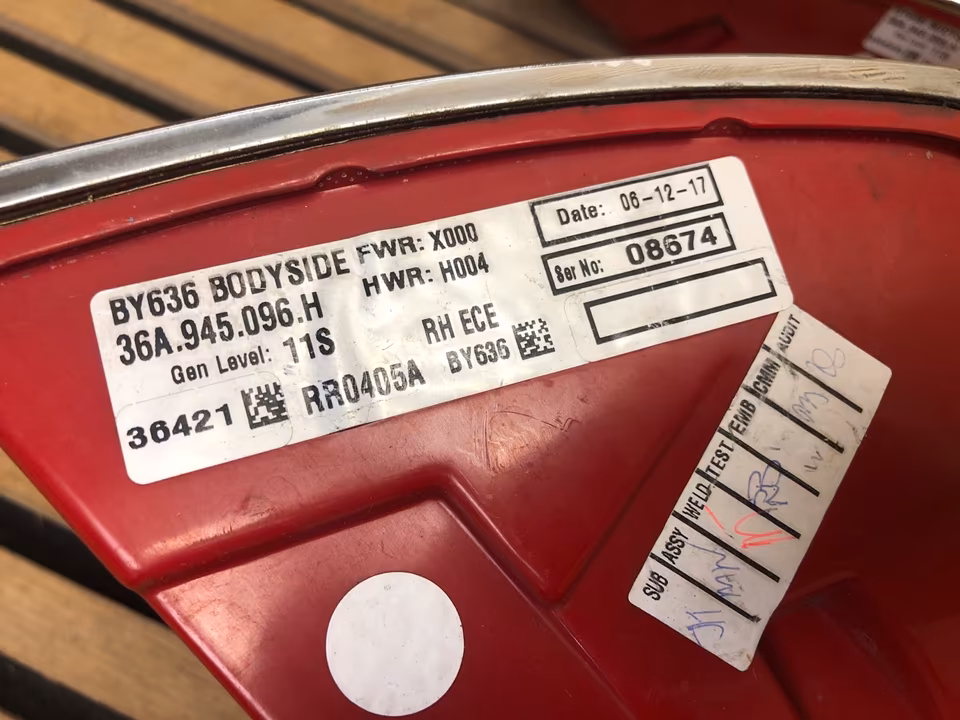 BY636 BODYSIDE FWR: X000
36A.945.096.H HWR: H004
Gen Level: 11S RH ECE
36421 RR0405A BY636
Date: 06-12-17
Ser No: 08674
SUB ASSY WELD TEST EMB CMM AUDIT